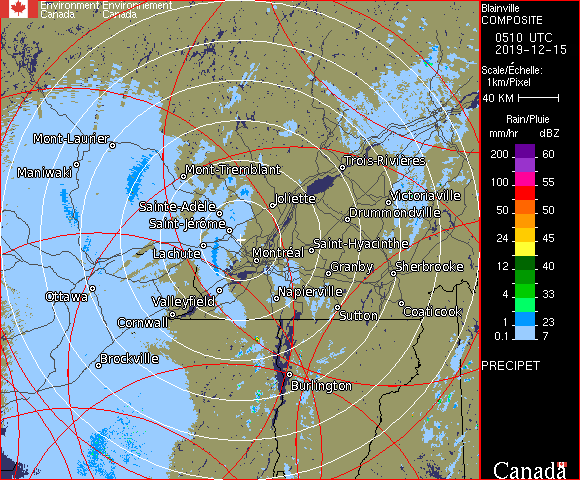 Environment Environnement
Canada Canada
Blainville
COMPOSITE
0510 UTC
2019-12-15
Scale/Échelle:
1km/Pixel
40 KM
Rain/Pluie
mm/hr dBZ
200 60
155
100 55
50 50
50 45
24 35
12 40
4 33
1 23
0.1 7
PRECIPET
Canada
Mont-Laurier
Maniwaki
Mont-Tremblant
Trois-Rivières
Sainte-Adèle
Joliette
Victoriaville
Drummondville
Saint-Jérôme
Lachute
Montréal
Saint-Hyacinthe
Granby
Sherbrooke
Ottawa
Valleyfield
Napierville
Cornwall
Sutton
Coaticook
Brockville
Burlington